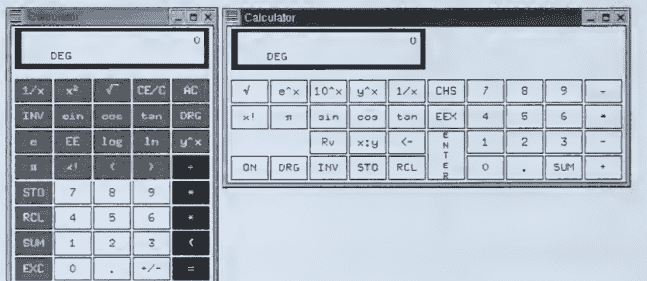 Calculator
0
DEG
1/x x² √ CE/C AC
INV sin cos tan DRG
e EE log ln y^x
π x! ( ) ÷
STO 7 8 9 *
RCL 4 5 6
SUM 1 2 3
EXC 0 . +/- =
Calculator
0
DEG
√ e^x 10^x y^x 1/x CHS 7 8 9
x! π sin cos tan EEX 4 5 6 *
Rv x:y <- ENTER 1 2 3 -
ON DRG INV STO RCL 0 . SUM +